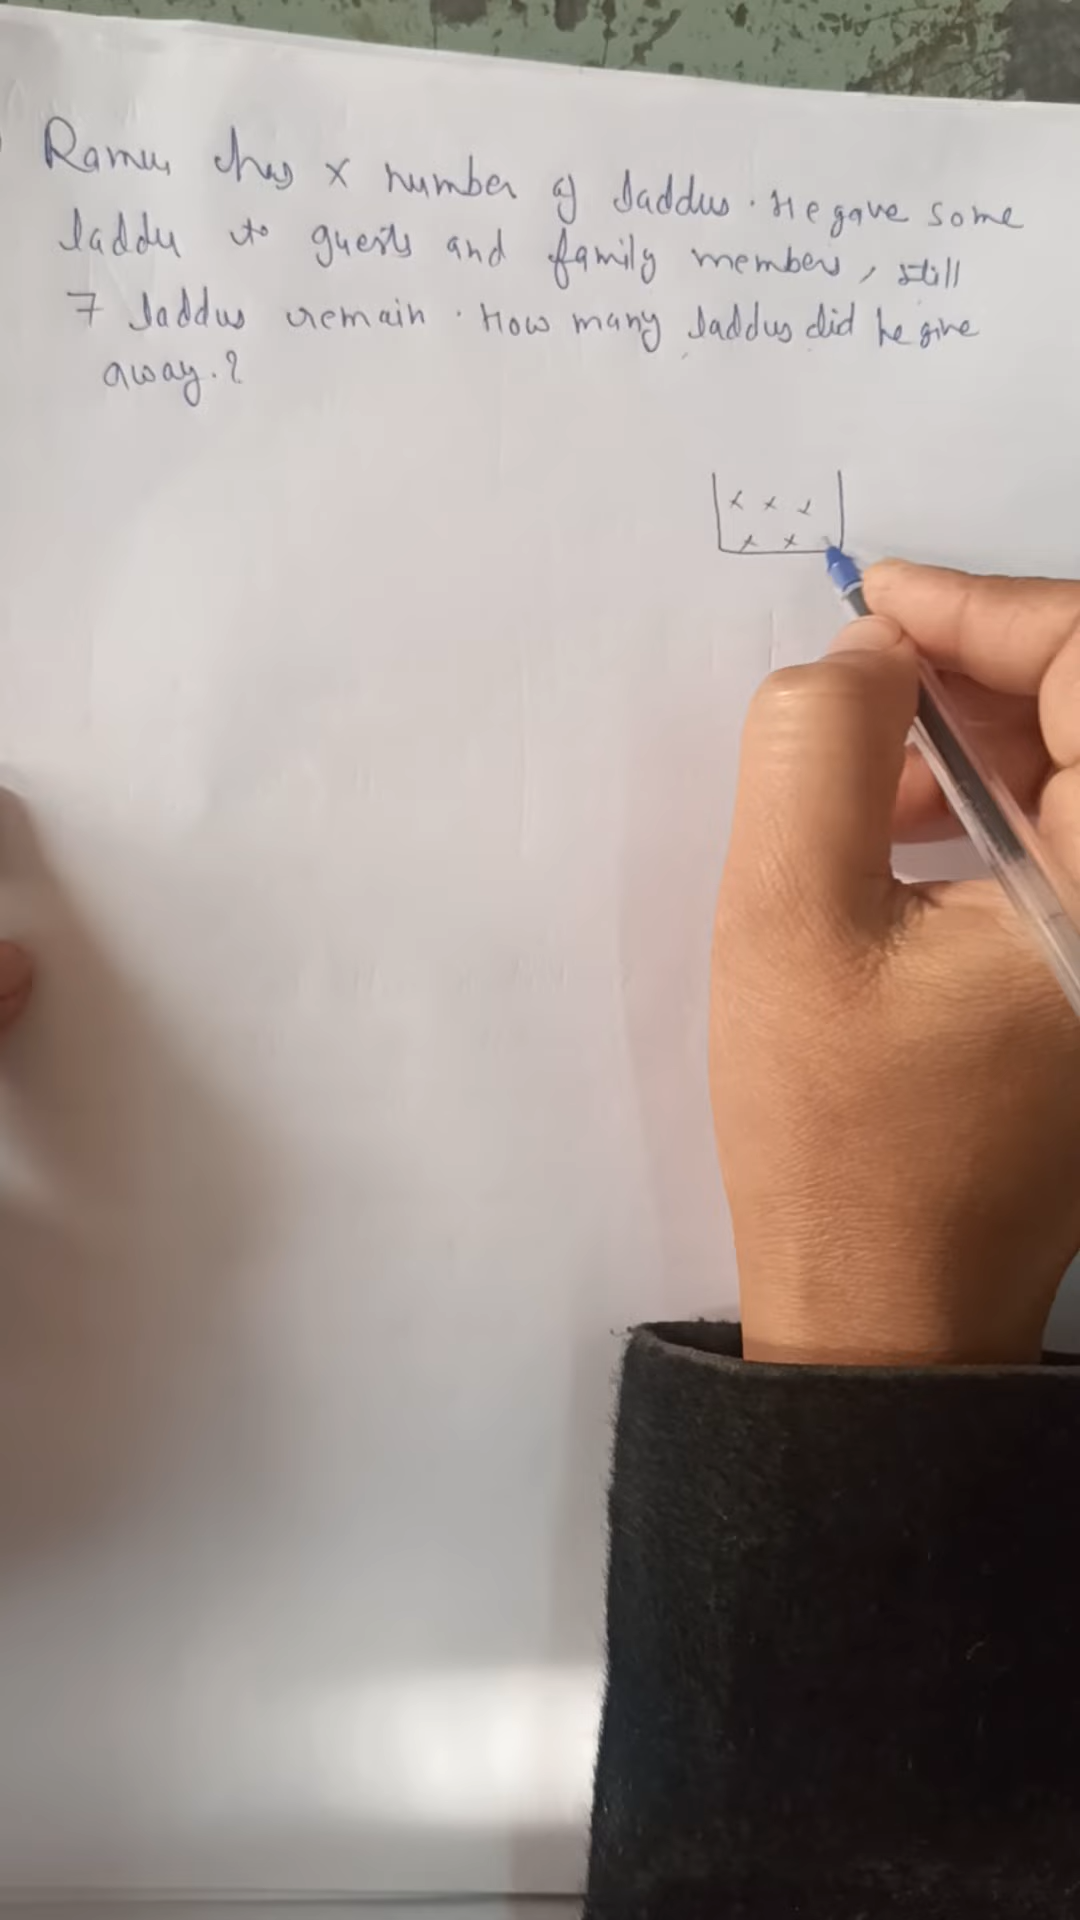 Ramu has x number of laddus. He gave some
laddu to guests and family members, still
7 laddus remain. How many laddus did he give
away.?
x x x
x x